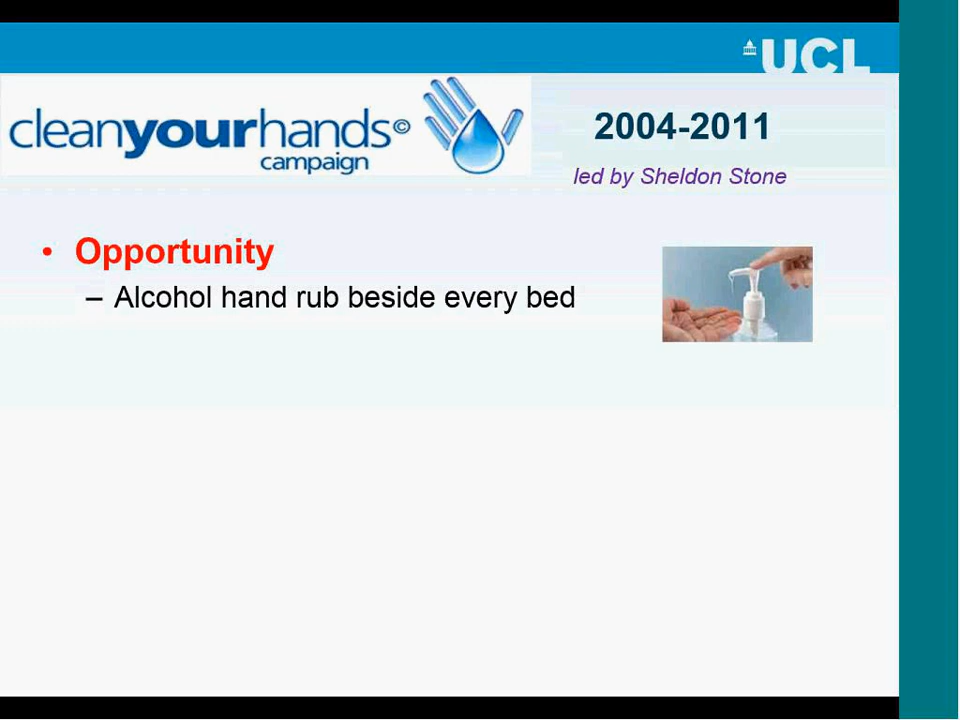 UCL
cleanyourhands©
campaign
2004-2011
led by Sheldon Stone
• Opportunity
– Alcohol hand rub beside every bed